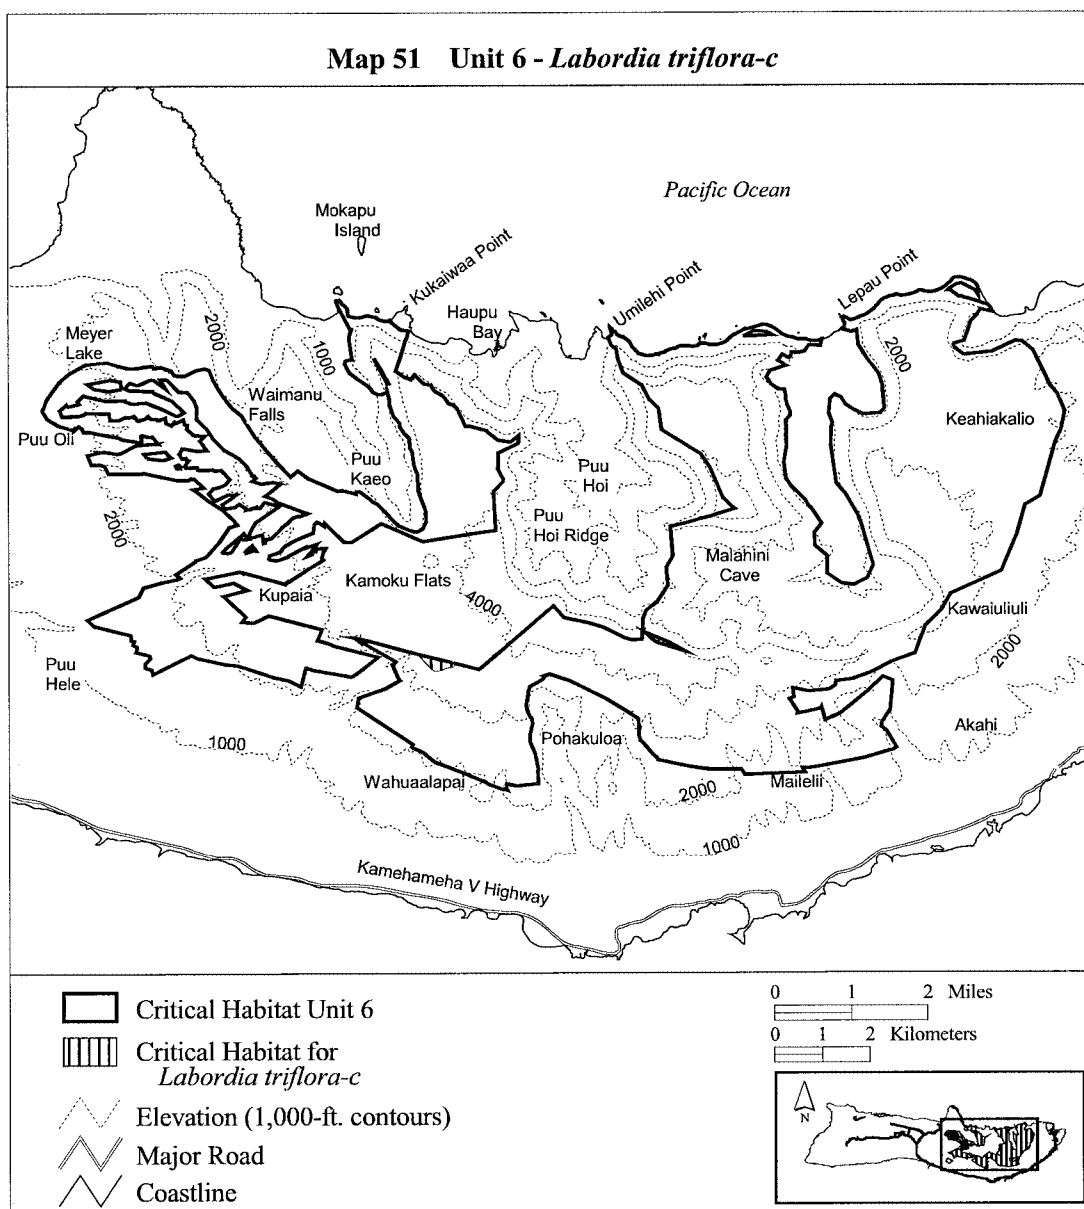 Map 51 Unit 6 - Labordia triflora-c
Pacific Ocean
Mokapu
Island
Kukaiwaa Point
Haupu
Bay
Umilehi Point
Lepau Point
Meyer
Lake
2000
1000
2000
Waimanu
Falls
Keahiakalio
Puu Oli
Puu
Kaeo
Puu
Hoi
Puu
Hoi Ridge
2000
Malahini
Cave
Kamoku Flats
Kupaia
4000
Kawaiuliuli
2000
Puu
Hele
1000
Pohakuloa
Akahi
Wahuaalapai
2000
Mailelii
1000
Kamehameha V Highway
Critical Habitat Unit 6
Critical Habitat for
Labordia triflora-c
Elevation (1,000-ft. contours)
Major Road
Coastline
0 1 2 Miles
0 1 2 Kilometers
N